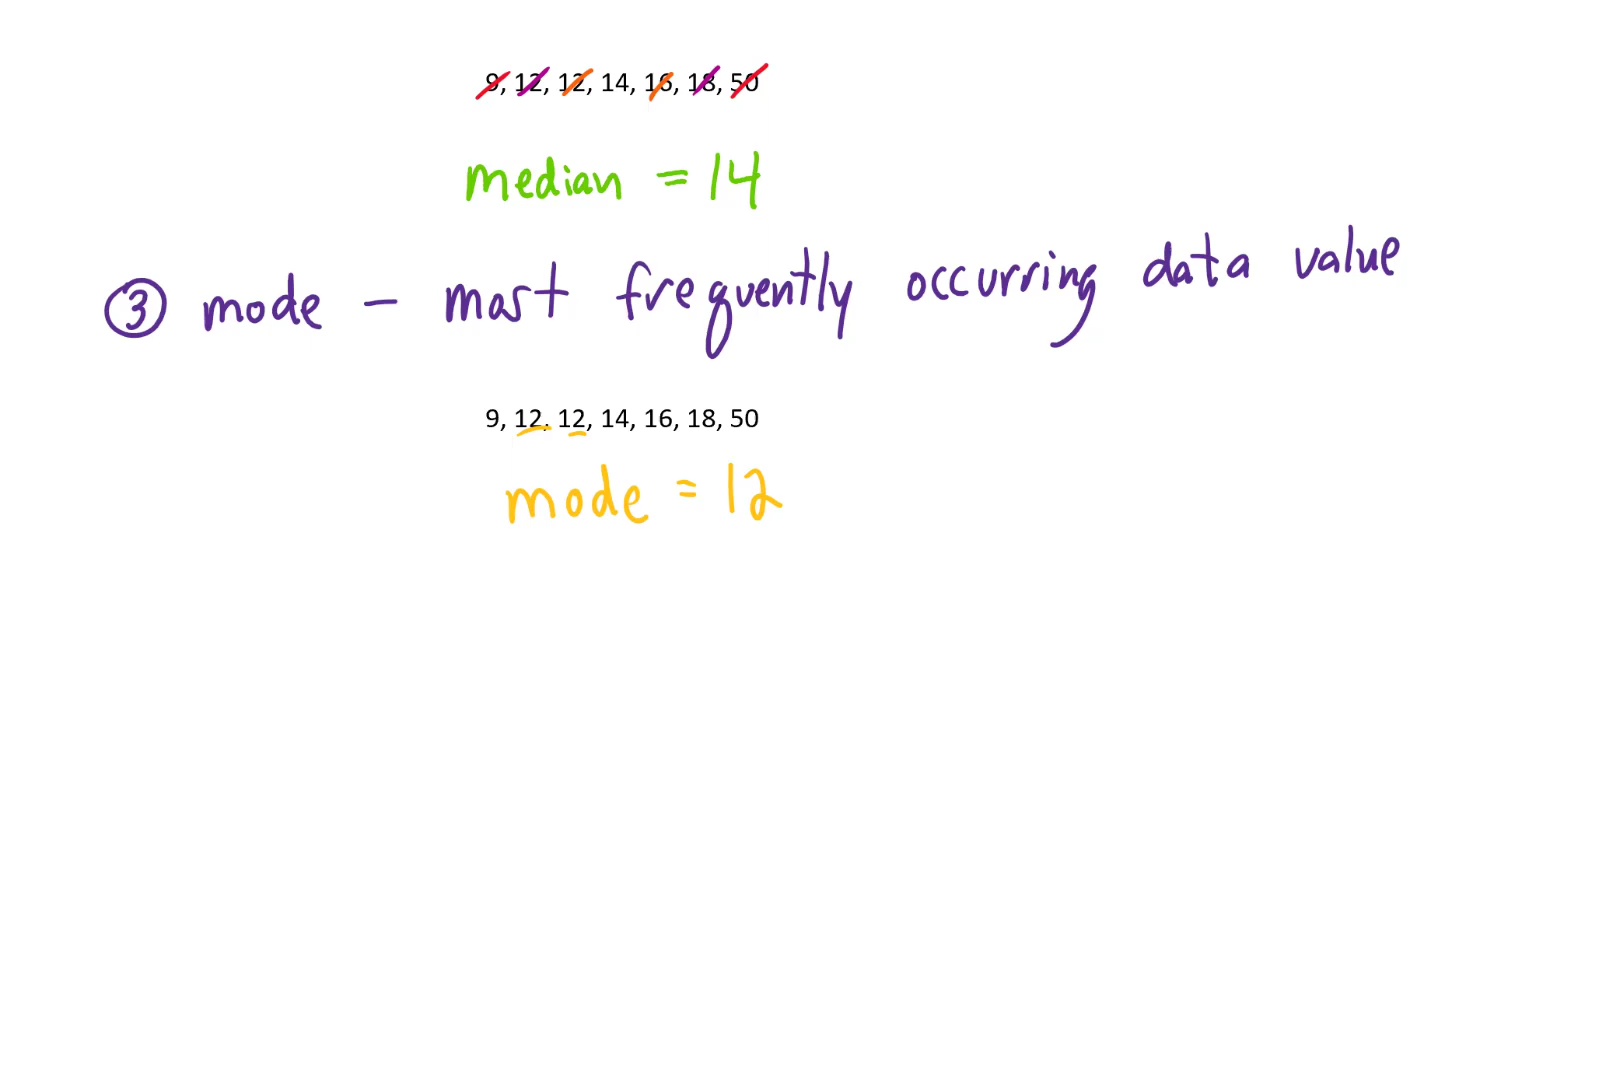 9, 12, 12, 14, 16, 18, 50
median = 14
③ mode - most frequently occurring data value
9, 12, 12, 14, 16, 18, 50
mode = 12